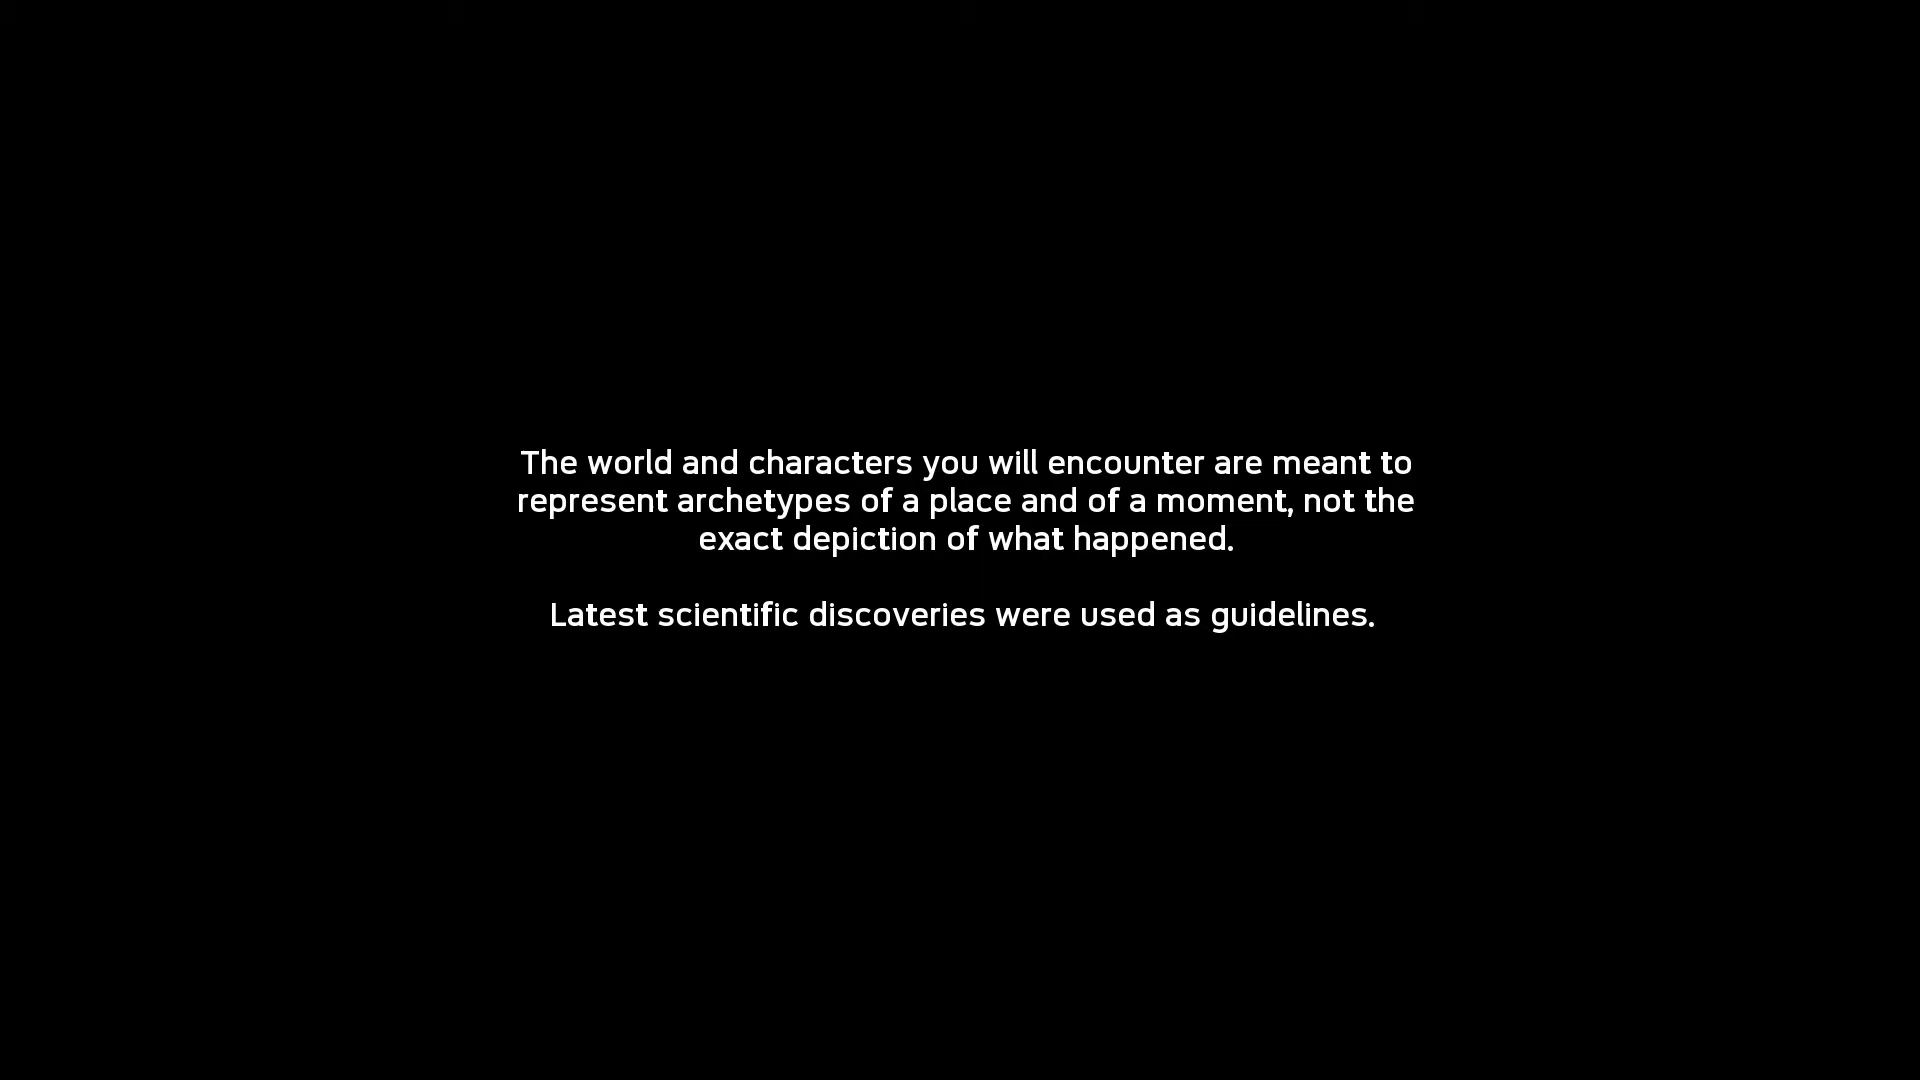 The world and characters you will encounter are meant to
represent archetypes of a place and of a moment, not the
exact depiction of what happened.
Latest scientific discoveries were used as guidelines.